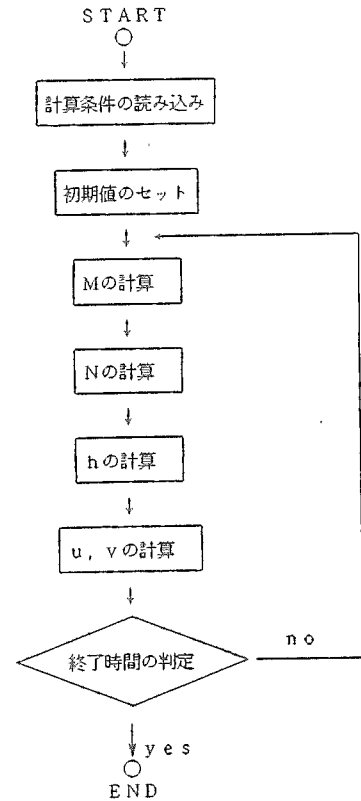 START
計算条件の読み込み
初期値のセット
Mの計算
Nの計算
hの計算
u, vの計算
終了時間の判定
no
yes
END